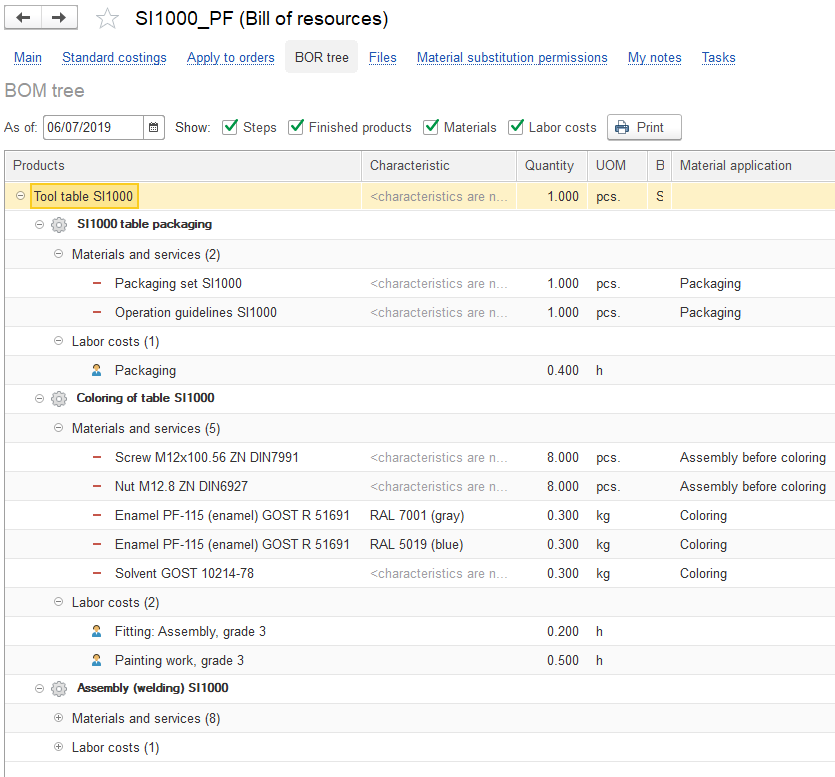 SI1000_PF (Bill of resources)
Main Standard costings Apply to orders BOR tree Files Material substitution permissions My notes Tasks
BOM tree
As of: 06/07/2019 Show: Steps Finished products Materials Labor costs Print
Products Characteristic Quantity UOM B Material application
Tool table SI1000 <characteristics are n... 1.000 pcs. S
SI1000 table packaging
Materials and services (2)
Packaging set SI1000 <characteristics are n... 1.000 pcs. Packaging
Operation guidelines SI1000 <characteristics are n... 1.000 pcs. Packaging
Labor costs (1)
Packaging 0.400 h
Coloring of table SI1000
Materials and services (5)
Screw M12x100.56 ZN DIN7991 <characteristics are n... 8.000 pcs. Assembly before coloring
Nut M12.8 ZN DIN6927 <characteristics are n... 8.000 pcs. Assembly before coloring
Enamel PF-115 (enamel) GOST R 51691 RAL 7001 (gray) 0.300 kg Coloring
Enamel PF-115 (enamel) GOST R 51691 RAL 5019 (blue) 0.300 kg Coloring
Solvent GOST 10214-78 <characteristics are n... 0.300 kg Coloring
Labor costs (2)
Fitting: Assembly, grade 3 0.200 h
Painting work, grade 3 0.500 h
Assembly (welding) SI1000
Materials and services (8)
Labor costs (1)